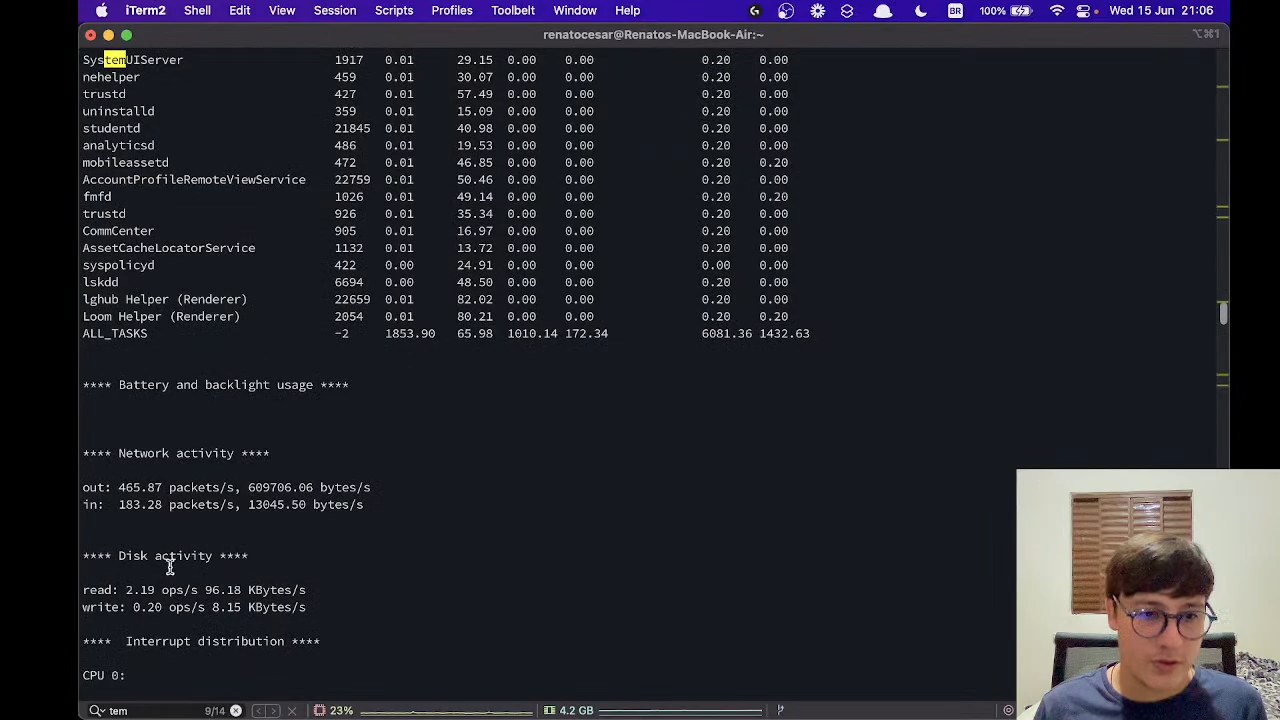 iTerm2 Shell Edit View Session Scripts Profiles Toolbelt Window Help BR 100% Wed 15 Jun 21:06
renatocesar@Renatos-MacBook-Air:~ ⌥⌘1
SystemUIServer 1917 0.01 29.15 0.00 0.00 0.20 0.00
nehelper 459 0.01 30.07 0.00 0.00 0.20 0.00
trustd 427 0.01 57.49 0.00 0.00 0.20 0.00
uninstalld 359 0.01 15.09 0.00 0.00 0.20 0.00
studentd 21845 0.01 40.98 0.00 0.00 0.20 0.00
analyticsd 486 0.01 19.53 0.00 0.00 0.20 0.00
mobileassetd 472 0.01 46.85 0.00 0.00 0.20 0.20
AccountProfileRemoteViewService 22759 0.01 50.46 0.00 0.00 0.20 0.00
fmfd 1026 0.01 49.14 0.00 0.00 0.20 0.20
trustd 926 0.01 35.34 0.00 0.00 0.20 0.00
CommCenter 905 0.01 16.97 0.00 0.00 0.20 0.00
AssetCacheLocatorService 1132 0.01 13.72 0.00 0.00 0.20 0.00
syspolicyd 422 0.00 24.91 0.00 0.00 0.00 0.00
lskdd 6694 0.00 48.50 0.00 0.00 0.20 0.00
lghub Helper (Renderer) 22659 0.01 82.02 0.00 0.00 0.20 0.00
Loom Helper (Renderer) 2054 0.01 80.21 0.00 0.00 0.20 0.20
ALL_TASKS -2 1853.90 65.98 1010.14 172.34 6081.36 1432.63
**** Battery and backlight usage ****
**** Network activity ****
out: 465.87 packets/s, 609706.06 bytes/s
in: 183.28 packets/s, 13045.50 bytes/s
**** Disk activity ****
read: 2.19 ops/s 96.18 KBytes/s
write: 0.20 ops/s 8.15 KBytes/s
**** Interrupt distribution ****
CPU 0:
tem 9/14 23% 4.2 GB